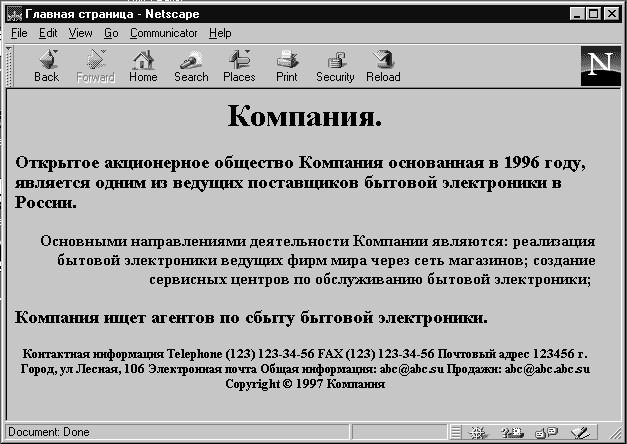 Главная страница - Netscape
File Edit View Go Communicator Help
Back Forward Home Search Places Print Security Reload
N
Компания.
Открытое акционерное общество Компания основанная в 1996 году,
является одним из ведущих поставщиков бытовой электроники в
России.
Основными направлениями деятельности Компании являются: реализация
бытовой электроники ведущих фирм мира через сеть магазинов; создание
сервисных центров по обслуживанию бытовой электроники;
Компания ищет агентов по сбыту бытовой электроники.
Контактная информация Telephone (123) 123-34-56 FAX (123) 123-34-56 Почтовый адрес 123456 г.
Город, ул Лесная, 106 Электронная почта Общая информация: abc@abc.su Продажи: abc@abc.abc.su
Copyright © 1997 Компания
Document: Done